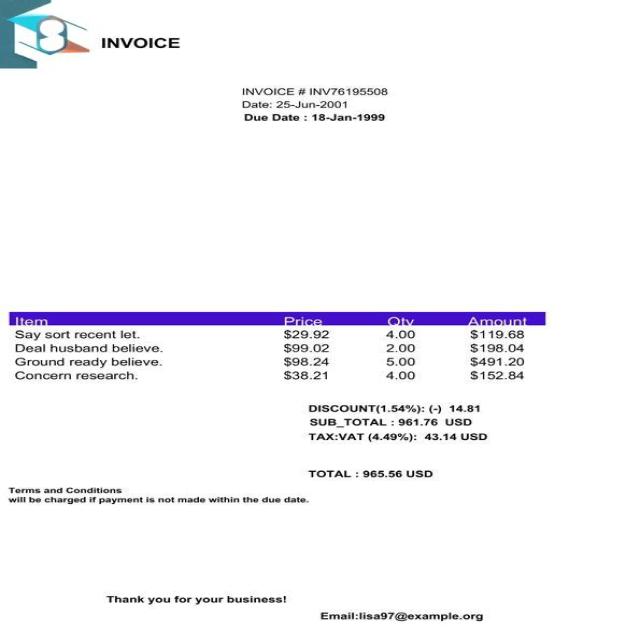 INVOICE
INVOICE # INV76195508
Date: 25-Jun-2001
Due Date : 18-Jan-1999
Item Price Qty Amount
Say sort recent let. $29.92 4.00 $119.68
Deal husband believe. $99.02 2.00 $198.04
Ground ready believe. $98.24 5.00 $491.20
Concern research. $38.21 4.00 $152.84
DISCOUNT(1.54%): (-) 14.81
SUB_TOTAL : 961.76 USD
TAX:VAT (4.49%): 43.14 USD
TOTAL : 965.56 USD
Terms and Conditions
will be charged if payment is not made within the due date.
Thank you for your business!
Email:lisa97@example.org